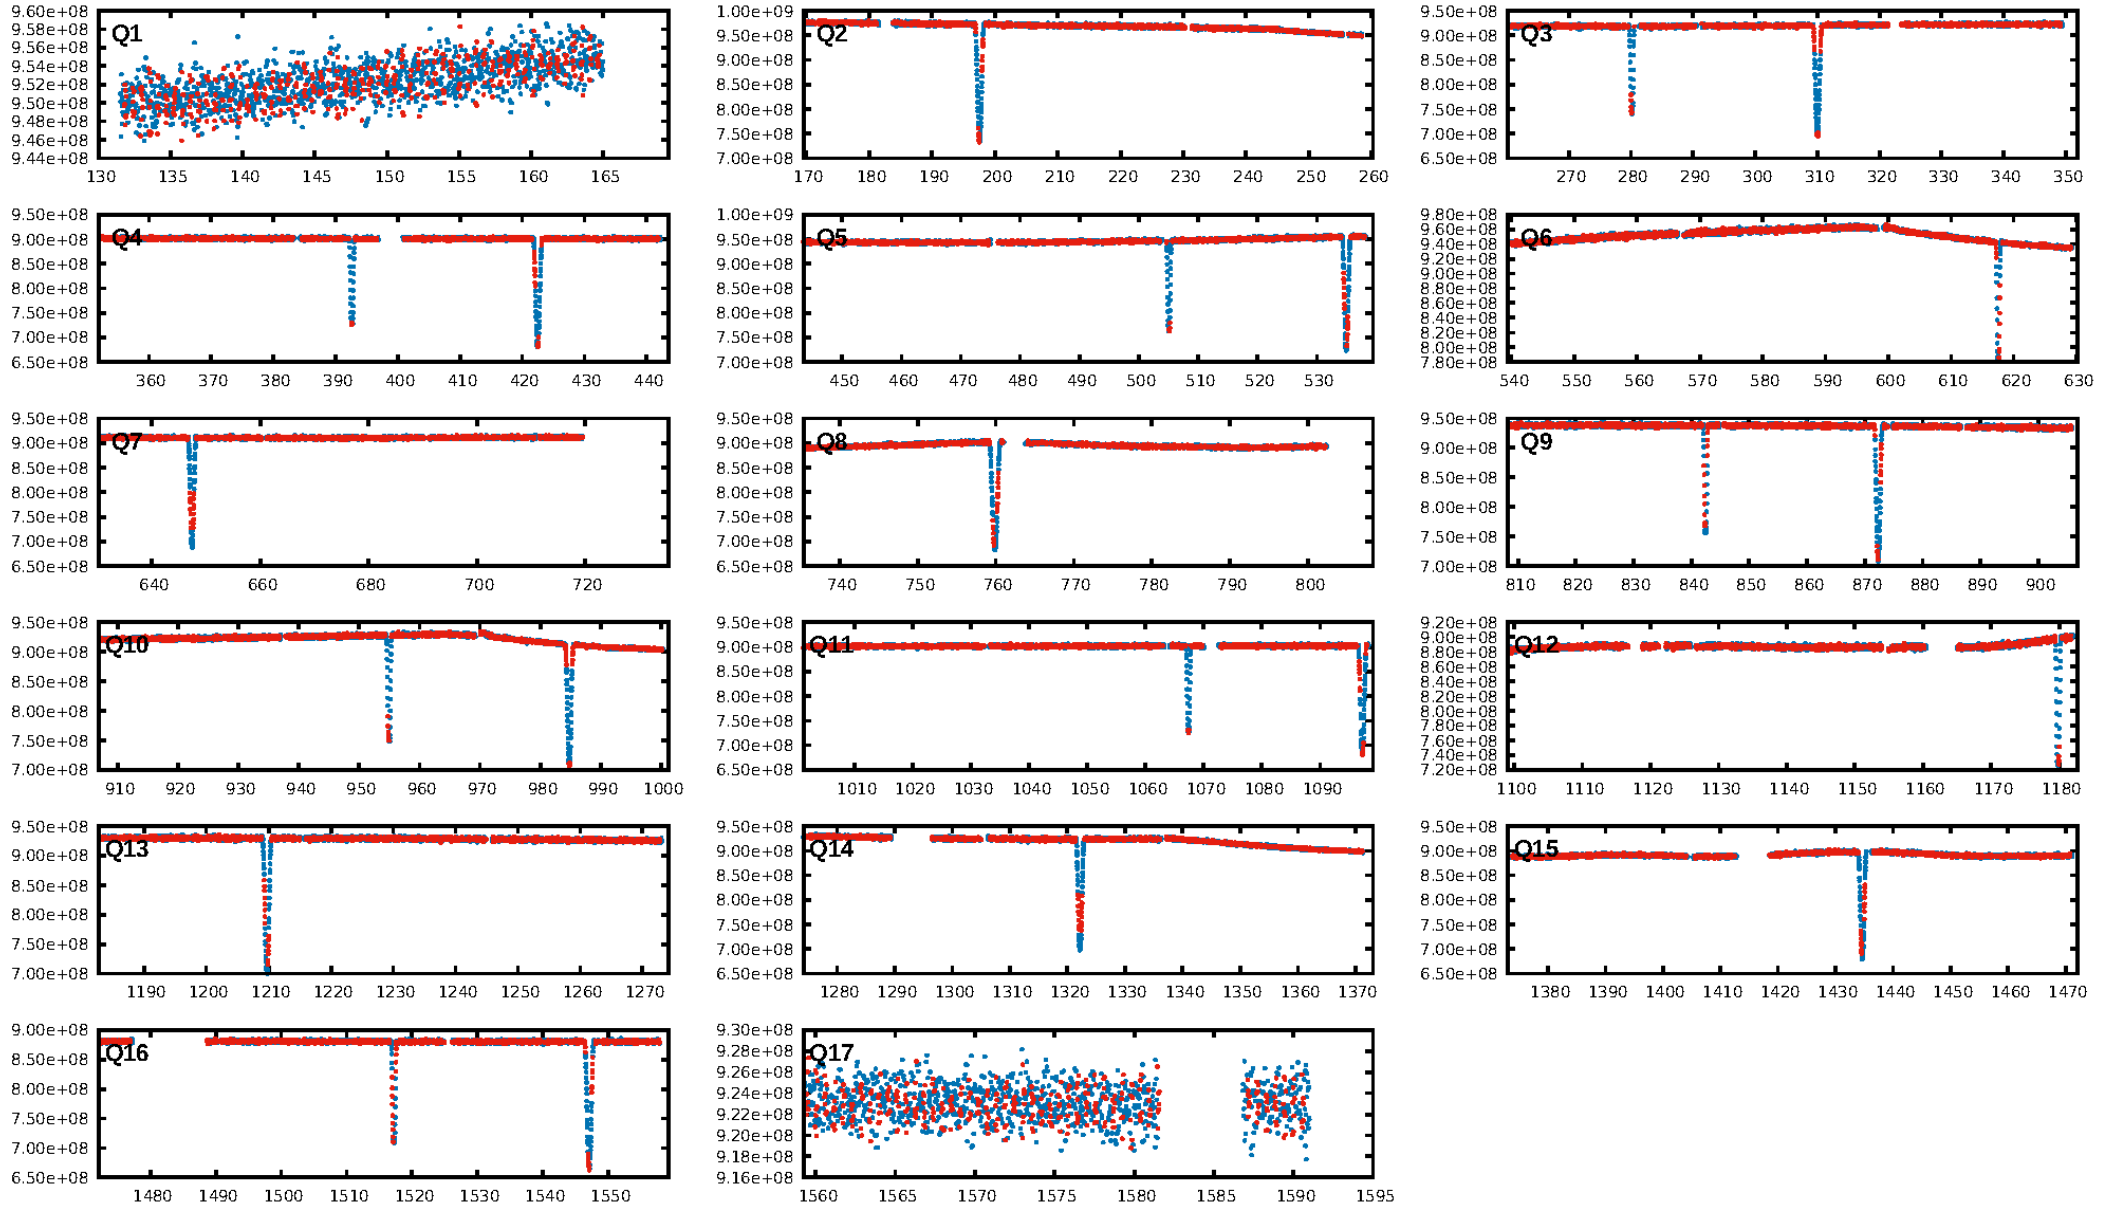 9.60e+08 9.58e+08 9.56e+08 9.54e+08 9.52e+08 9.50e+08 9.48e+08 9.46e+08 9.44e+08
Q1
130 135 140 145 150 155 160 165
1.00e+09 9.50e+08 9.00e+08 8.50e+08 8.00e+08 7.50e+08 7.00e+08
Q2
170 180 190 200 210 220 230 240 250 260
9.50e+08 9.00e+08 8.50e+08 8.00e+08 7.50e+08 7.00e+08 6.50e+08
Q3
270 280 290 300 310 320 330 340 350
9.50e+08 9.00e+08 8.50e+08 8.00e+08 7.50e+08 7.00e+08 6.50e+08
Q4
360 370 380 390 400 410 420 430 440
1.00e+09 9.50e+08 9.00e+08 8.50e+08 8.00e+08 7.50e+08 7.00e+08
Q5
450 460 470 480 490 500 510 520 530
9.80e+08 9.60e+08 9.40e+08 9.20e+08 9.00e+08 8.80e+08 8.60e+08 8.40e+08 8.20e+08 8.00e+08 7.80e+08
Q6
540 550 560 570 580 590 600 610 620 630
9.50e+08 9.00e+08 8.50e+08 8.00e+08 7.50e+08 7.00e+08 6.50e+08
Q7
640 660 680 700 720
9.50e+08 9.00e+08 8.50e+08 8.00e+08 7.50e+08 7.00e+08 6.50e+08
Q8
740 750 760 770 780 790 800
9.50e+08 9.00e+08 8.50e+08 8.00e+08 7.50e+08 7.00e+08
Q9
810 820 830 840 850 860 870 880 890 900
9.50e+08 9.00e+08 8.50e+08 8.00e+08 7.50e+08 7.00e+08
Q10
910 920 930 940 950 960 970 980 990 1000
9.50e+08 9.00e+08 8.50e+08 8.00e+08 7.50e+08 7.00e+08 6.50e+08
Q11
1010 1020 1030 1040 1050 1060 1070 1080 1090
9.20e+08 9.00e+08 8.80e+08 8.60e+08 8.40e+08 8.20e+08 8.00e+08 7.80e+08 7.60e+08 7.40e+08 7.20e+08
Q12
1100 1110 1120 1130 1140 1150 1160 1170 1180
9.50e+08 9.00e+08 8.50e+08 8.00e+08 7.50e+08 7.00e+08
Q13
1190 1200 1210 1220 1230 1240 1250 1260 1270
9.50e+08 9.00e+08 8.50e+08 8.00e+08 7.50e+08 7.00e+08 6.50e+08
Q14
1280 1290 1300 1310 1320 1330 1340 1350 1360 1370
9.50e+08 9.00e+08 8.50e+08 8.00e+08 7.50e+08 7.00e+08 6.50e+08
Q15
1380 1390 1400 1410 1420 1430 1440 1450 1460 1470
9.00e+08 8.50e+08 8.00e+08 7.50e+08 7.00e+08 6.50e+08
Q16
1480 1490 1500 1510 1520 1530 1540 1550
9.30e+08 9.28e+08 9.26e+08 9.24e+08 9.22e+08 9.20e+08 9.18e+08 9.16e+08
Q17
1560 1565 1570 1575 1580 1585 1590 1595